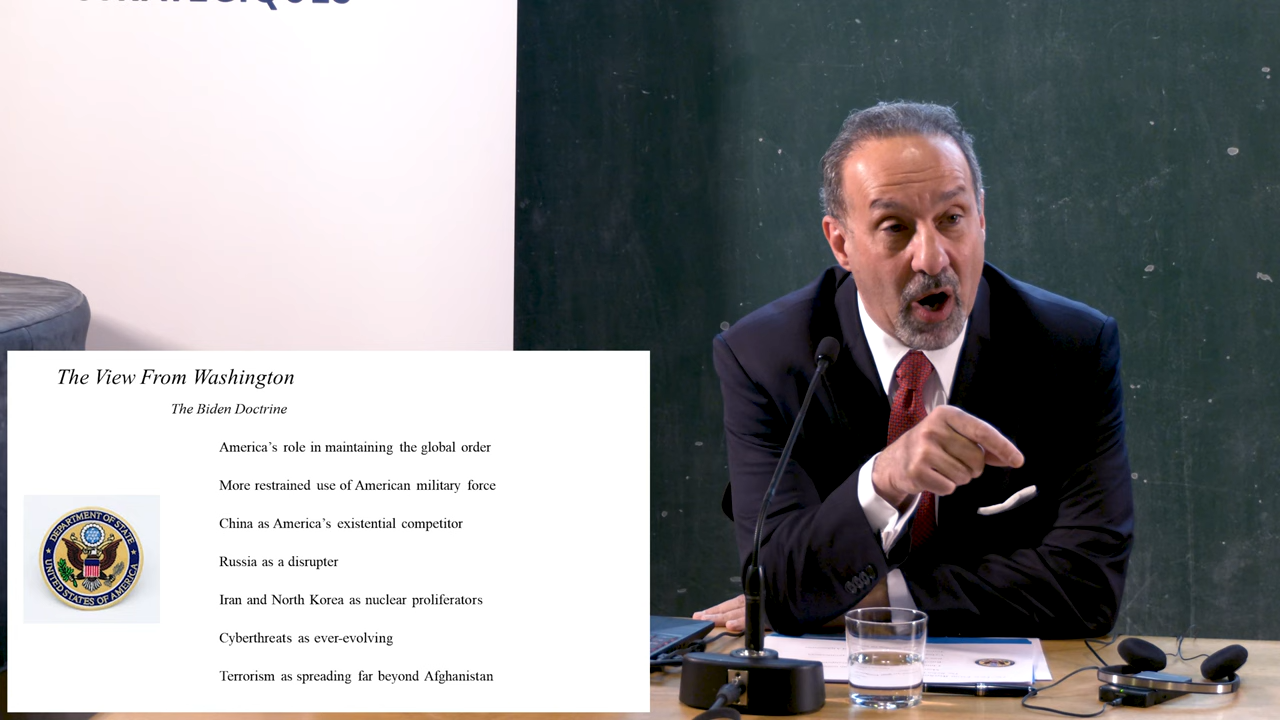 STRATÉGIQUES
The View From Washington
The Biden Doctrine
America's role in maintaining the global order
More restrained use of American military force
China as America's existential competitor
Russia as a disrupter
Iran and North Korea as nuclear proliferators
Cyberthreats as ever-evolving
Terrorism as spreading far beyond Afghanistan
DEPARTMENT OF STATE
UNITED STATES OF AMERICA